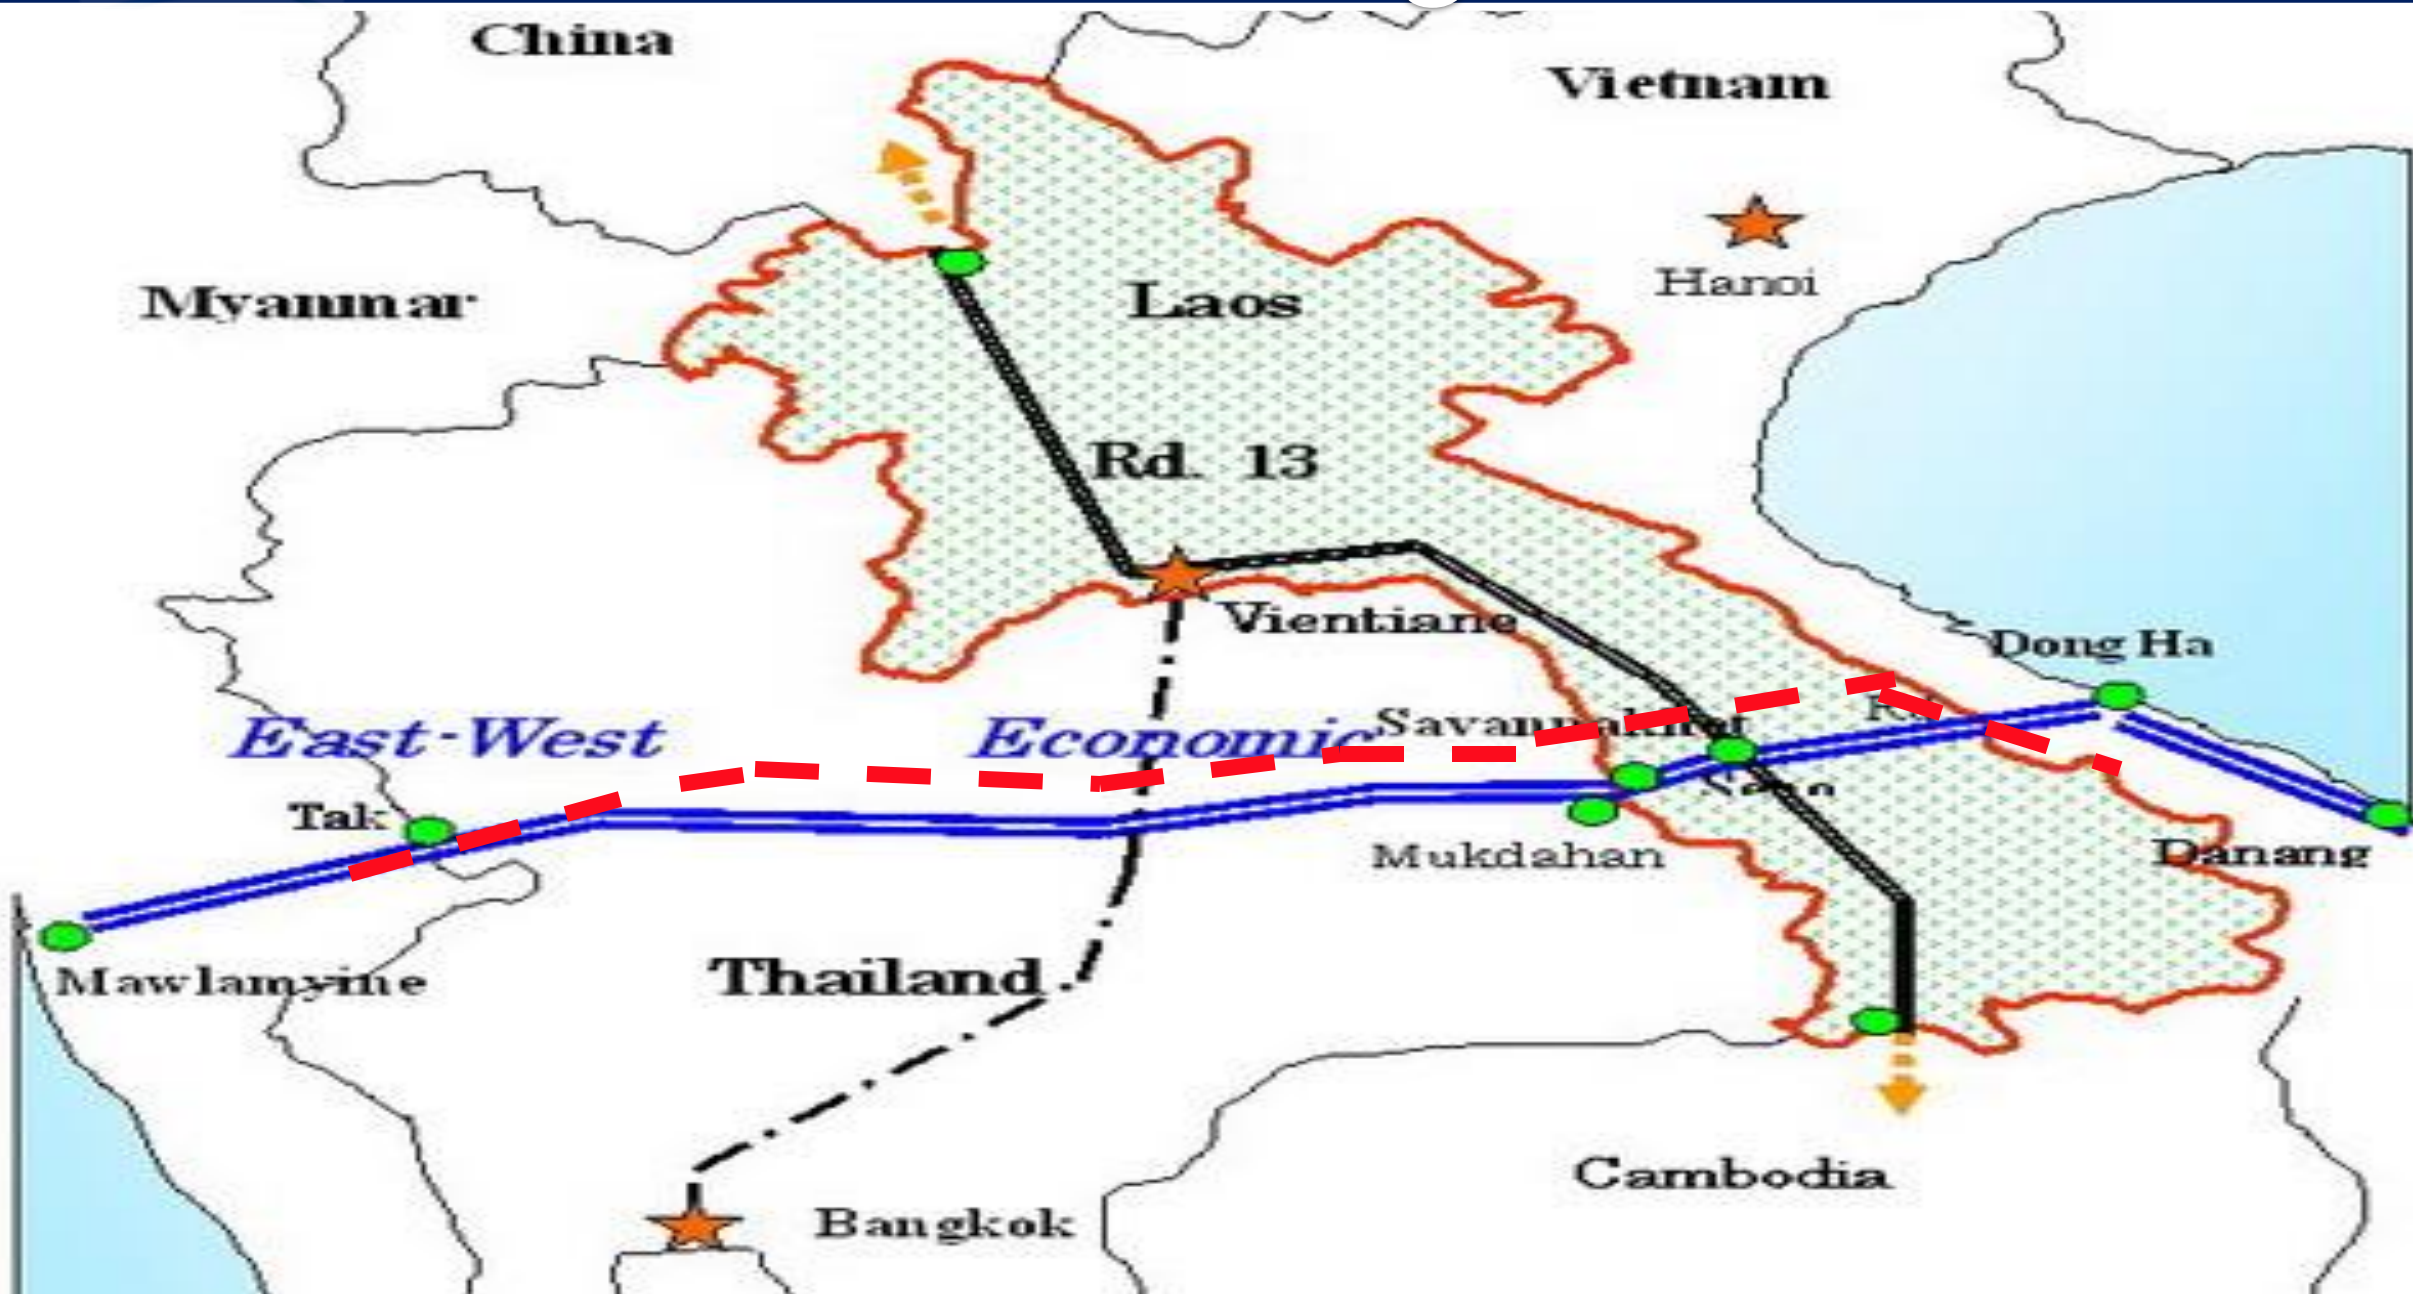 China
Vietnam
Hanoi
Myanmar
Laos
Rd. 13
Vientiane
Dong Ha
East-West Economic
Savannakhet
Tak
Mukdahan
Danang
Mawlamyine
Thailand
Cambodia
Bangkok